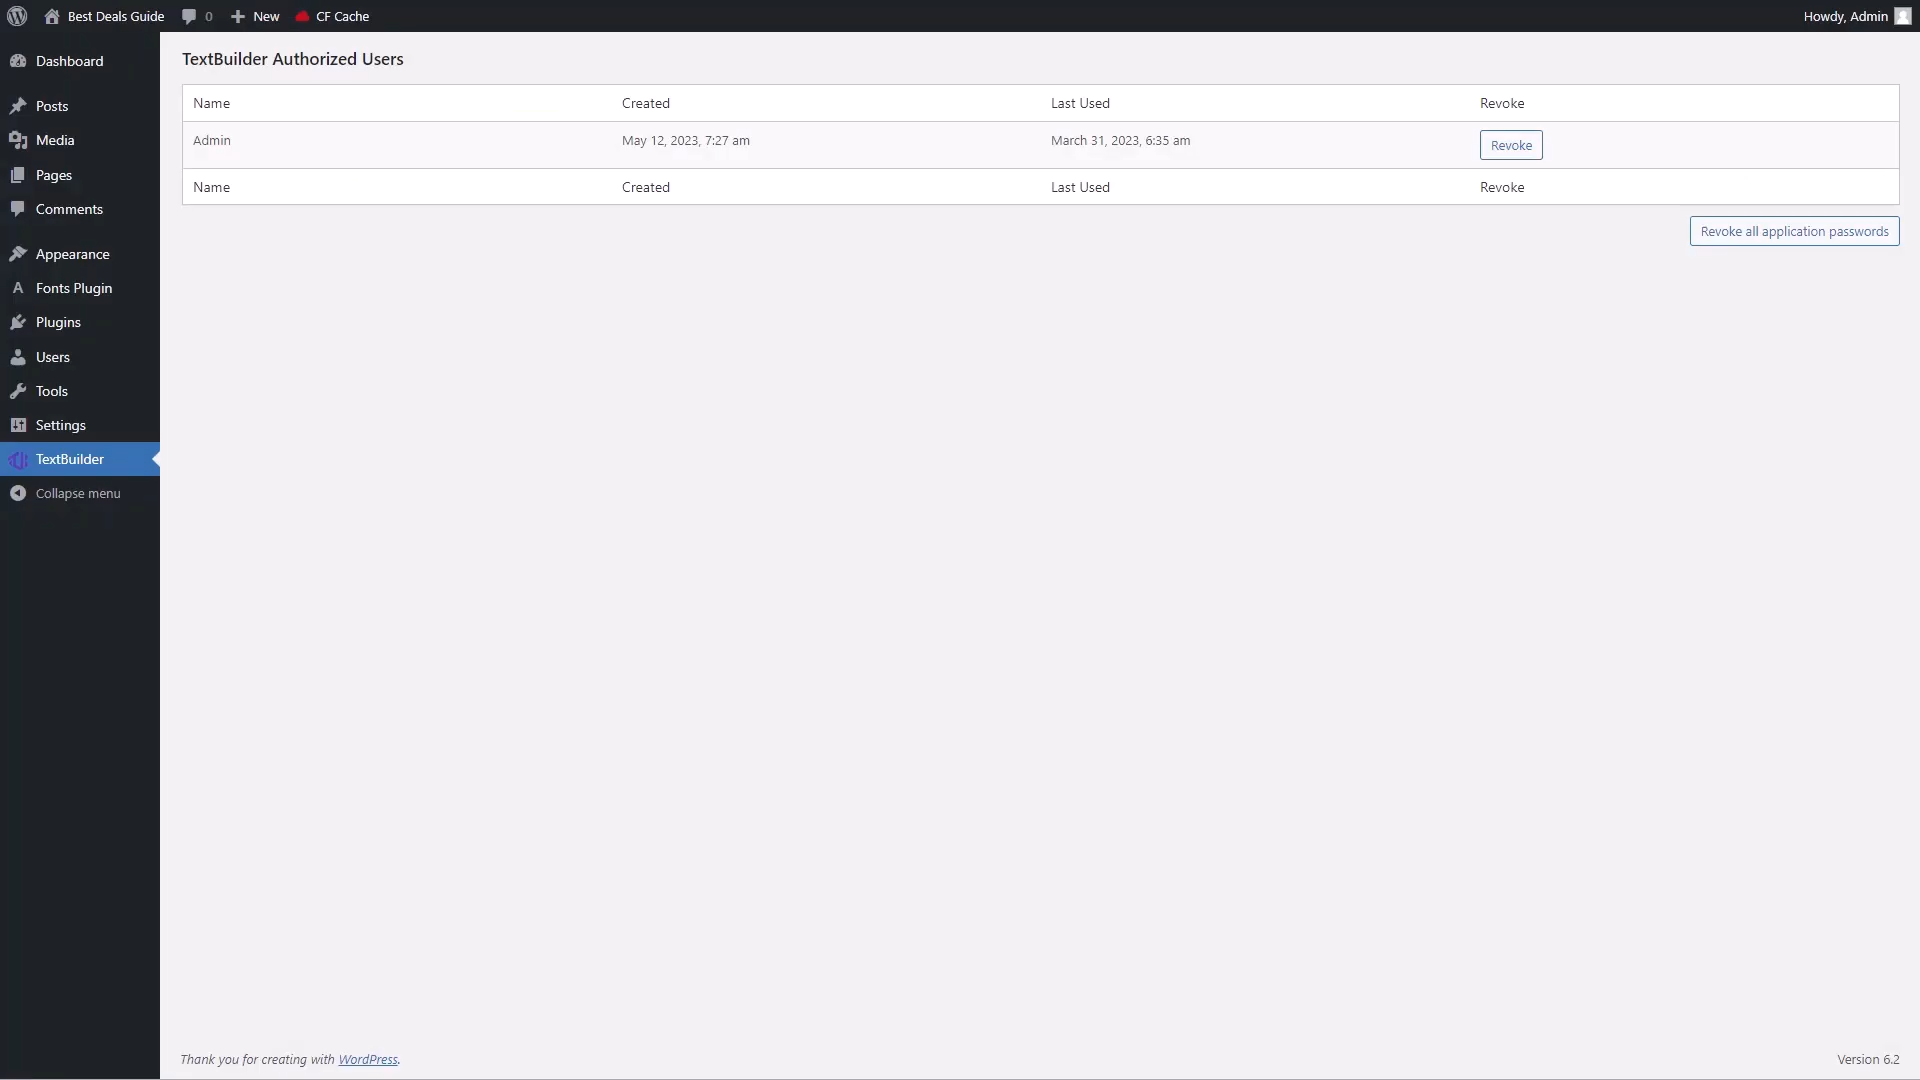 Best Deals Guide 0 New CF Cache Howdy, Admin
Dashboard
Posts
Media
Pages
Comments
Appearance
Fonts Plugin
Plugins
Users
Tools
Settings
TextBuilder
Collapse menu
TextBuilder Authorized Users
Name Created Last Used Revoke
Admin May 12, 2023, 7:27 am March 31, 2023, 6:35 am Revoke
Name Created Last Used Revoke
Revoke all application passwords
Thank you for creating with WordPress. Version 6.2